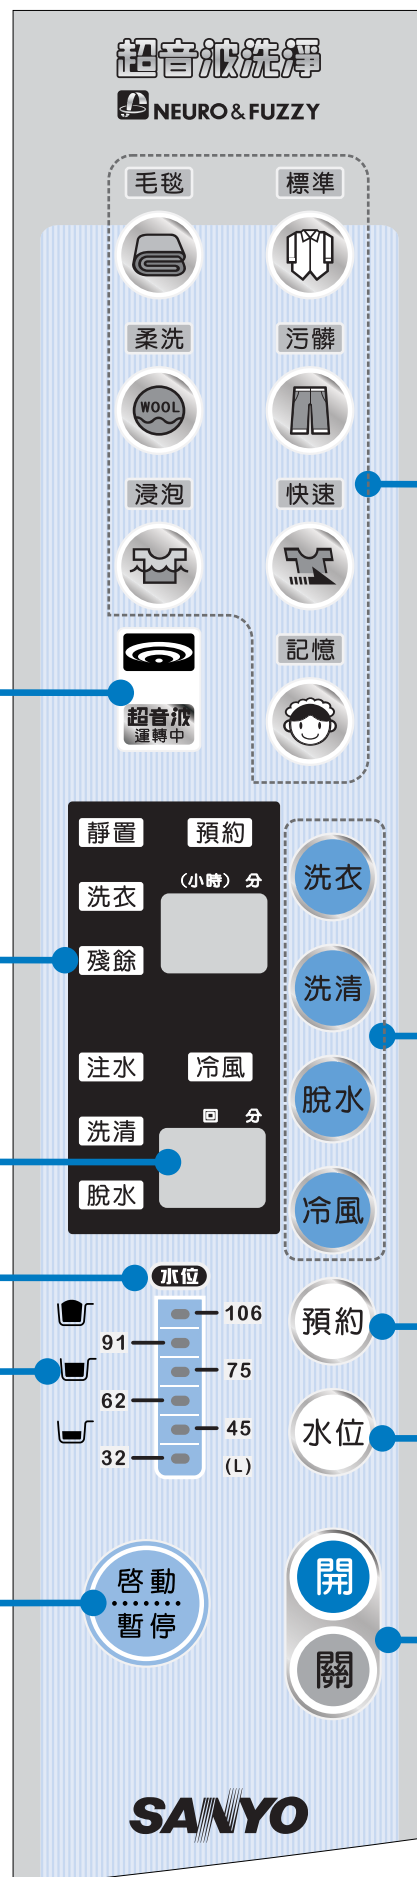 超音波洗淨
NEURO & FUZZY
毛毯 標準
柔洗 污髒
WOOL
浸泡 快速
記憶
超音波
運轉中
靜置 預約
(小時) 分
洗衣
殘餘
注水 冷風
回 分
洗清
脫水
洗衣
洗清
脫水
冷風
水位
106
91
75
62
45
32
(L)
預約
水位
啓動
暫停
開
關
SANYO